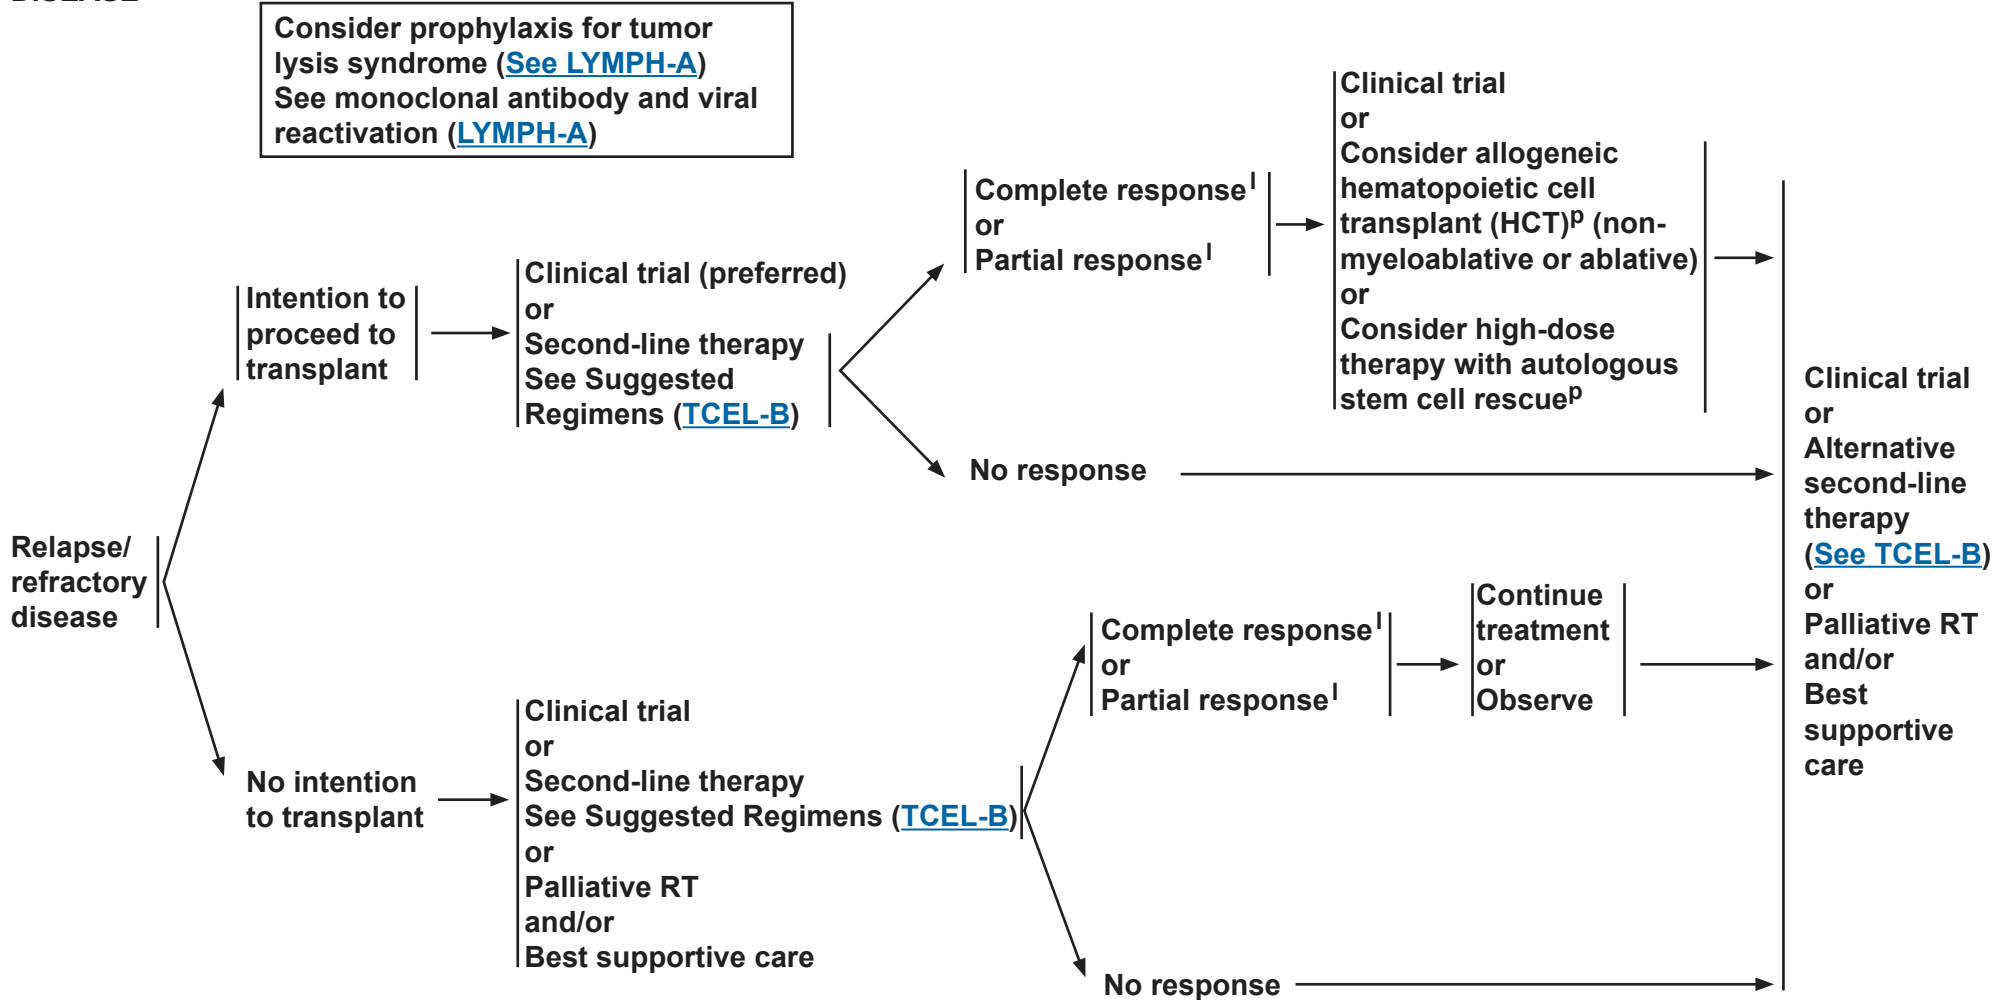 Consider prophylaxis for tumor
lysis syndrome (See LYMPH-A)
See monoclonal antibody and viral
reactivation (LYMPH-A)
Relapse/
refractory
disease
Intention to
proceed to
transplant
Clinical trial (preferred)
or
Second-line therapy
See Suggested
Regimens (TCEL-B)
Complete response^l
or
Partial response^l
Clinical trial
or
Consider allogeneic
hematopoietic cell
transplant (HCT)^p (non-
myeloablative or ablative)
or
Consider high-dose
therapy with autologous
stem cell rescue^p
No response
No intention
to transplant
Clinical trial
or
Second-line therapy
See Suggested Regimens (TCEL-B)
or
Palliative RT
and/or
Best supportive care
Complete response^l
or
Partial response^l
Continue
treatment
or
Observe
No response
Clinical trial
or
Alternative
second-line
therapy
(See TCEL-B)
or
Palliative RT
and/or
Best
supportive
care